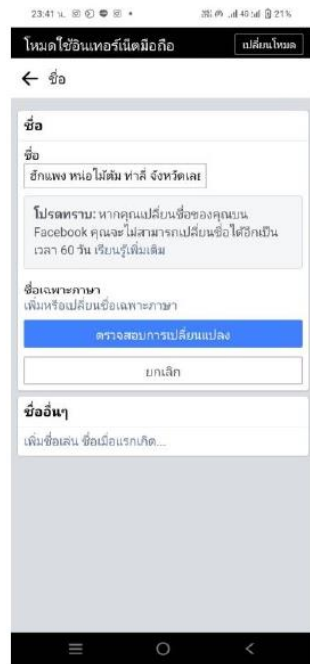 23:41 น.
21%
โหมดใช้อินเทอร์เน็ตมือถือ
เปลี่ยนโหมด
← ชื่อ
ชื่อ
ชื่อ
ฮักแพง หน่อไม้ต้ม ท่าลี่ จังหวัดเลย
โปรดทราบ: หากคุณเปลี่ยนชื่อของคุณบน
Facebook คุณจะไม่สามารถเปลี่ยนชื่อได้อีกเป็น
เวลา 60 วัน เรียนรู้เพิ่มเติม
ชื่อเฉพาะภาษา
เพิ่มหรือเปลี่ยนชื่อเฉพาะภาษา
ตรวจสอบการเปลี่ยนแปลง
ยกเลิก
ชื่ออื่นๆ
เพิ่มชื่อเล่น ชื่อเมื่อแรกเกิด...